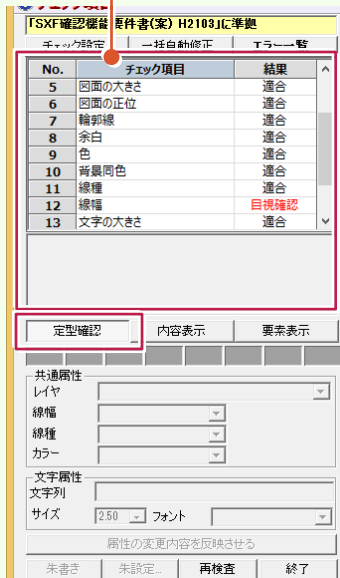 「SXF確認機能要件書(案) H2103」に準拠
チェック設定 一括自動修正 エラー一覧
No. チェック項目 結果
5 図面の大きさ 適合
6 図面の正位 適合
7 輪郭線 適合
8 余白 適合
9 色 適合
10 背景同色 適合
11 線種 適合
12 線幅 目視確認
13 文字の大きさ 適合
定型確認 内容表示 要素表示
共通属性
レイヤ
線幅
線種
カラー
文字属性
文字列
サイズ 2.50 フォント
属性の変更内容を反映させる
朱書き 朱設定... 再検査 終了